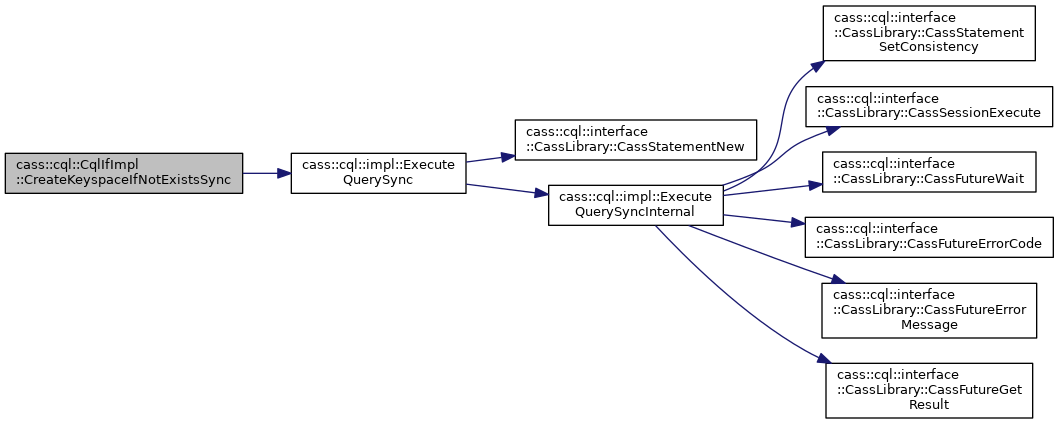 cass::cql::CqlIfImpl
::CreateKeyspaceIfNotExistsSync
cass::cql::impl::Execute
QuerySync
cass::cql::interface
::CassLibrary::CassStatementNew
cass::cql::impl::Execute
QuerySyncInternal
cass::cql::interface
::CassLibrary::CassStatement
SetConsistency
cass::cql::interface
::CassLibrary::CassSessionExecute
cass::cql::interface
::CassLibrary::CassFutureWait
cass::cql::interface
::CassLibrary::CassFutureErrorCode
cass::cql::interface
::CassLibrary::CassFutureError
Message
cass::cql::interface
::CassLibrary::CassFutureGet
Result